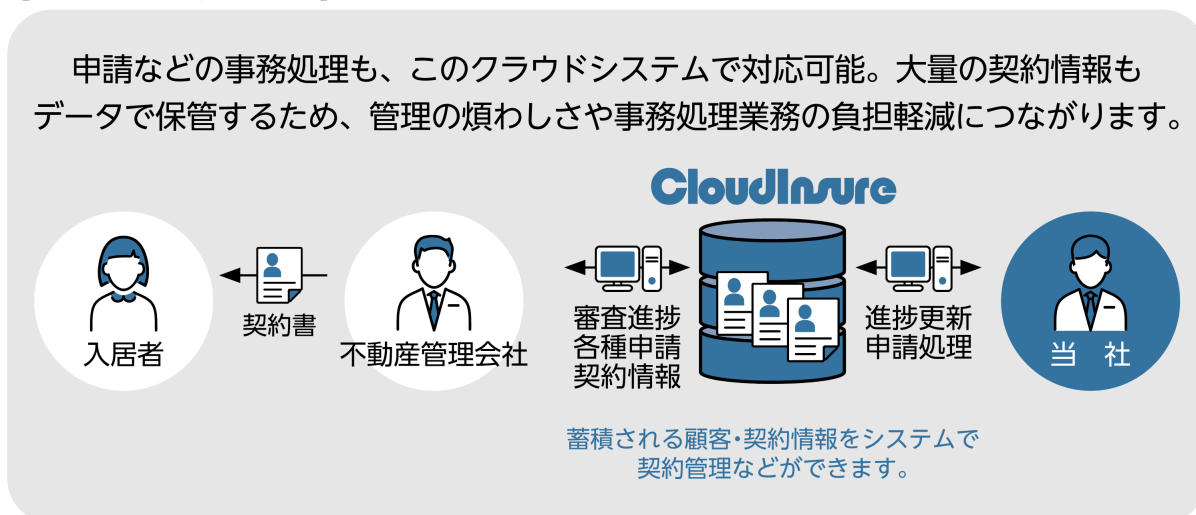 申請などの事務処理も、このクラウドシステムで対応可能。大量の契約情報も
データで保管するため、管理の煩わしさや事務処理業務の負担軽減につながります。
CloudInsure
入居者
契約書
不動産管理会社
審査進捗
各種申請
契約情報
進捗更新
申請処理
当 社
蓄積される顧客・契約情報をシステムで
契約管理などができます。